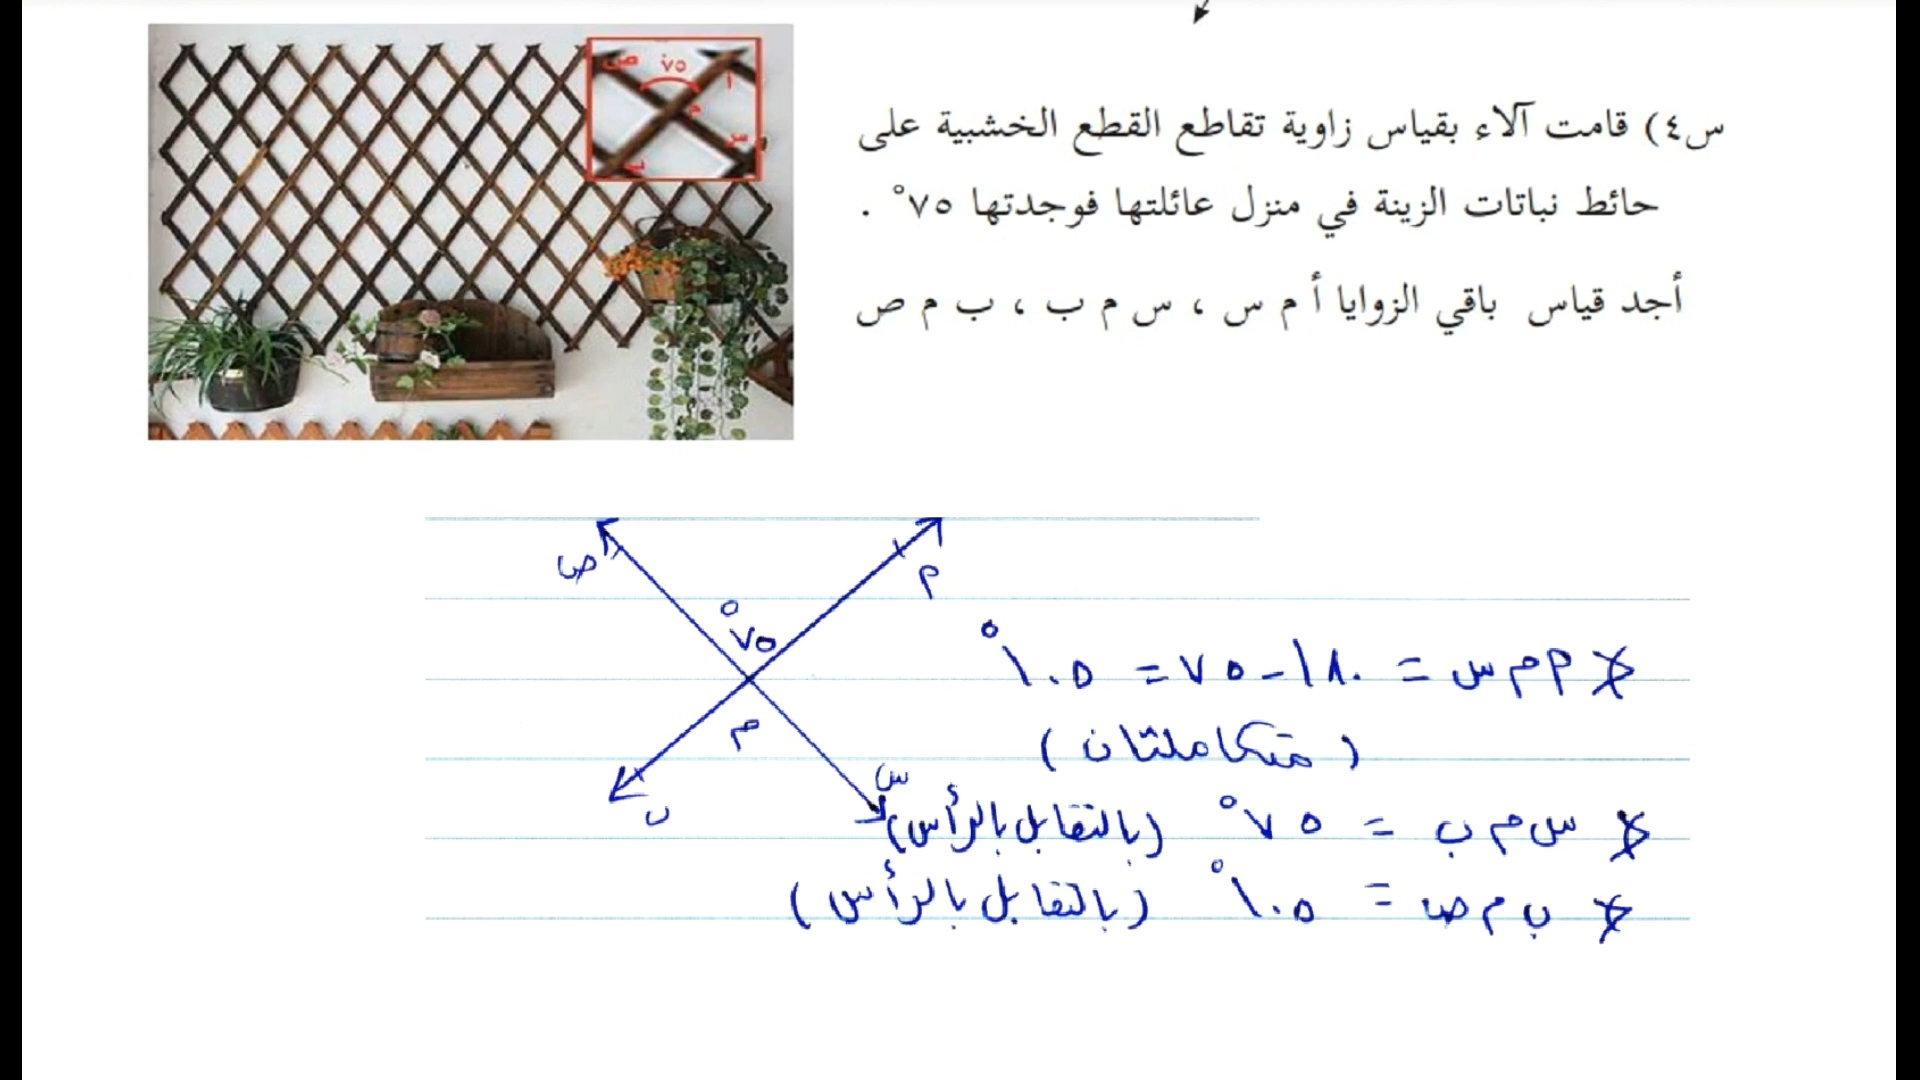 س٤) قامت آلاء بقياس زاوية تقاطع القطع الخشبية على
حائط نباتات الزينة في منزل عائلتها فوجدتها ٧٥° .
أجد قياس باقي الزوايا أ م س ، س م ب ، ب م ص
ص ٧٥° أ
م
س
ب
ص
أ
٧٥°
م
س
ب
∢ أ م س = ١٨٠ - ٧٥ = ١٠٥°
( متكاملتان )
∢ س م ب = ٧٥° (بالتقابل بالرأس)
∢ ب م ص = ١٠٥° (بالتقابل بالرأس)